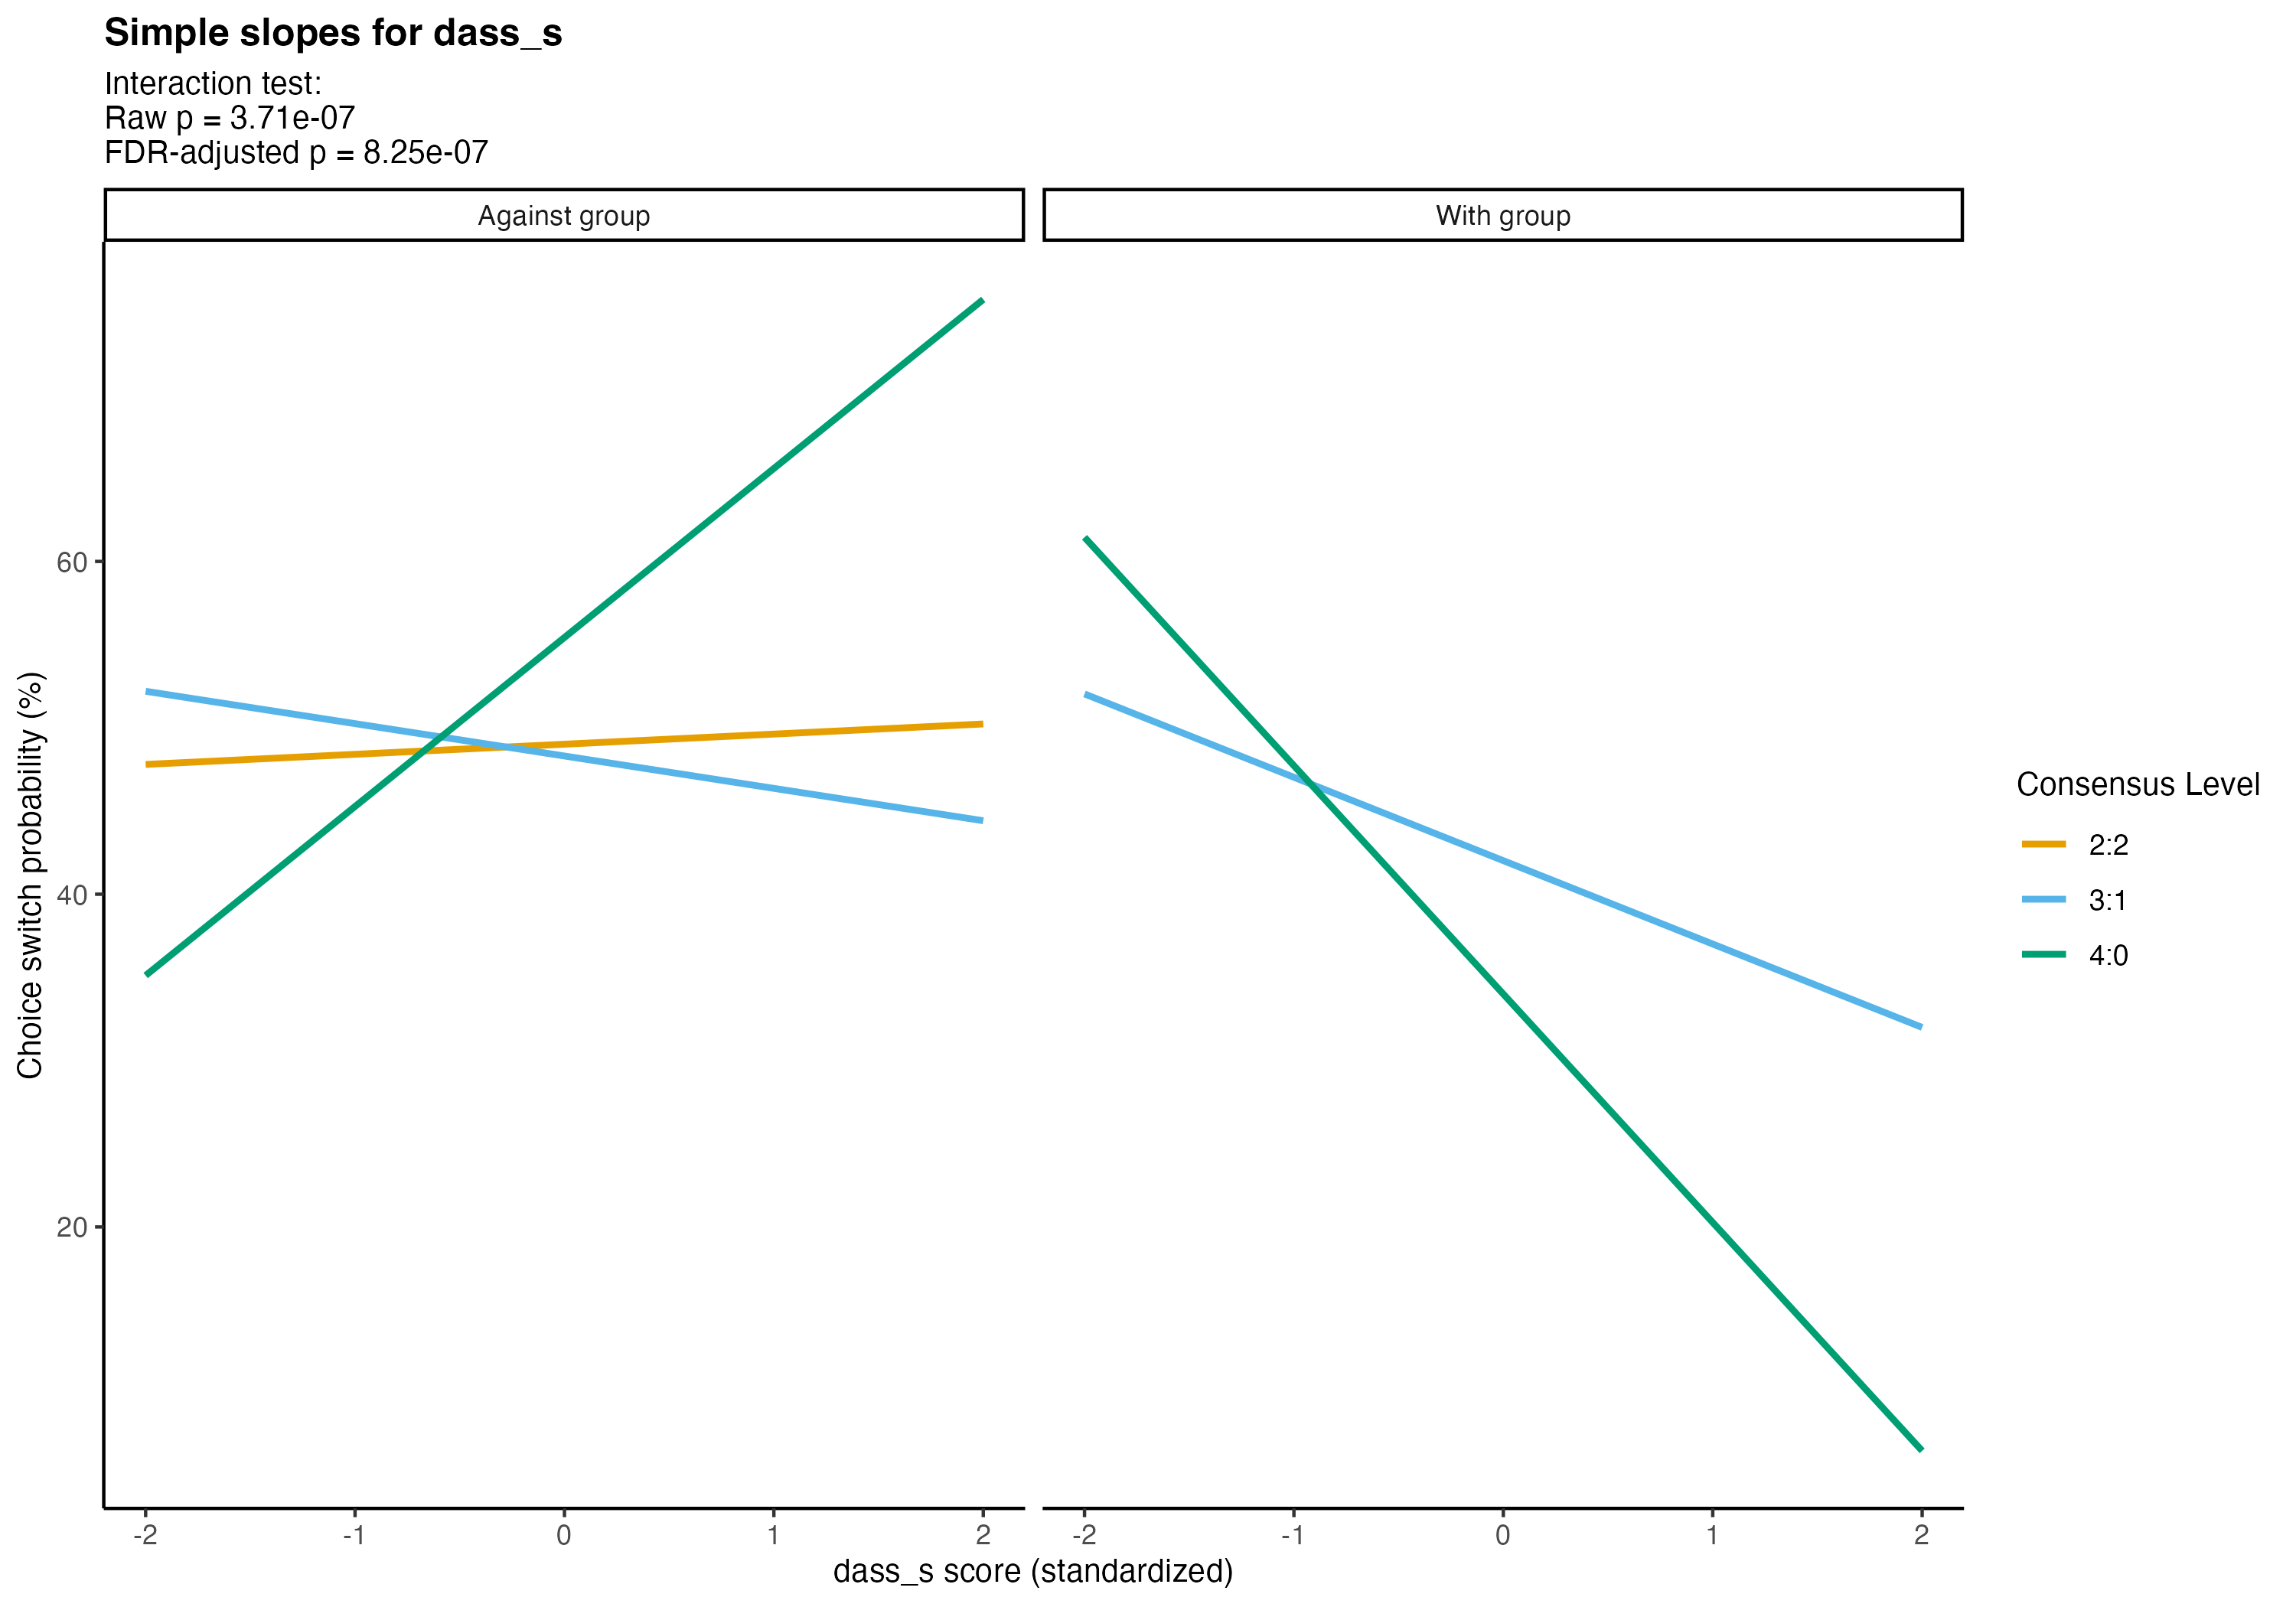 Simple slopes for dass_s
Interaction test:
Raw p = 3.71e-07
FDR-adjusted p = 8.25e-07
Against group
With group
Choice switch probability (%)
60
40
20
-2
-1
0
1
2
-2
-1
0
1
2
dass_s score (standardized)
Consensus Level
2:2
3:1
4:0